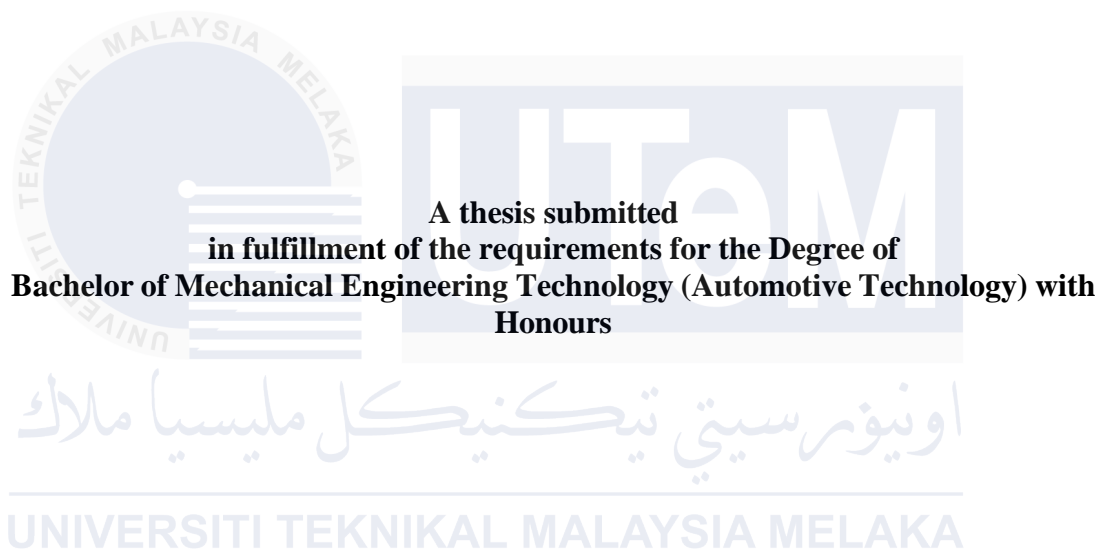 UNIVERSITI TEKNIKAL MALAYSIA MELAKA
UTeM
A thesis submitted
in fulfillment of the requirements for the Degree of
Bachelor of Mechanical Engineering Technology (Automotive Technology) with
Honours
اونيۏرسيتي تيكنيكل مليسيا ملاك
UNIVERSITI TEKNIKAL MALAYSIA MELAKA